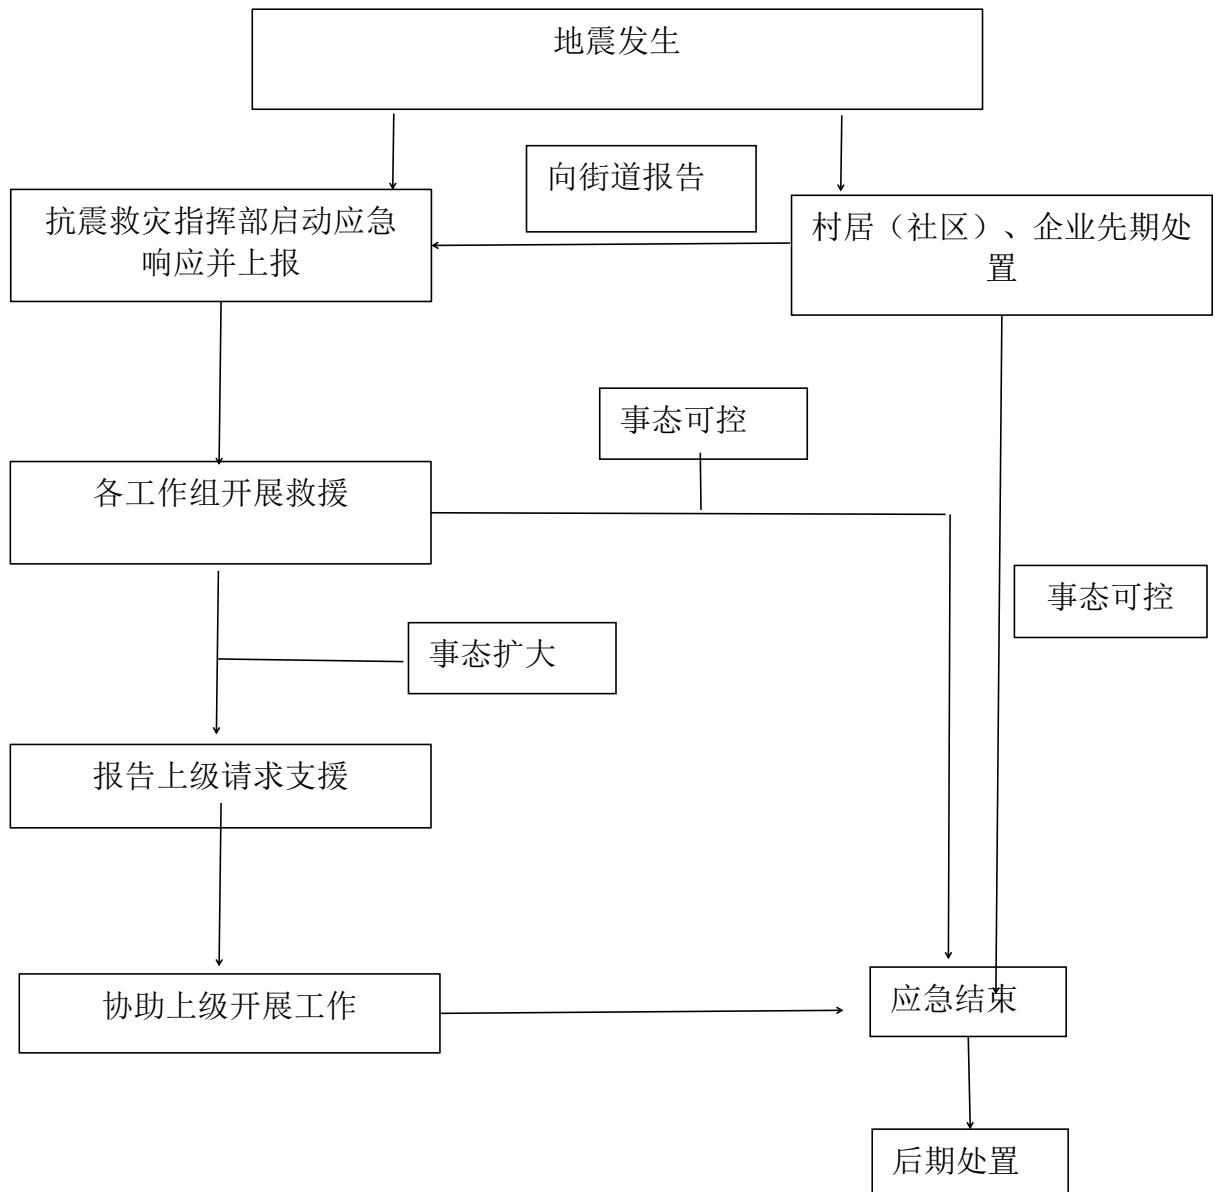 地震发生
向街道报告
抗震救灾指挥部启动应急
响应并上报
村居（社区）、企业先期处
置
事态可控
各工作组开展救援
事态可控
事态扩大
报告上级请求支援
协助上级开展工作
应急结束
后期处置